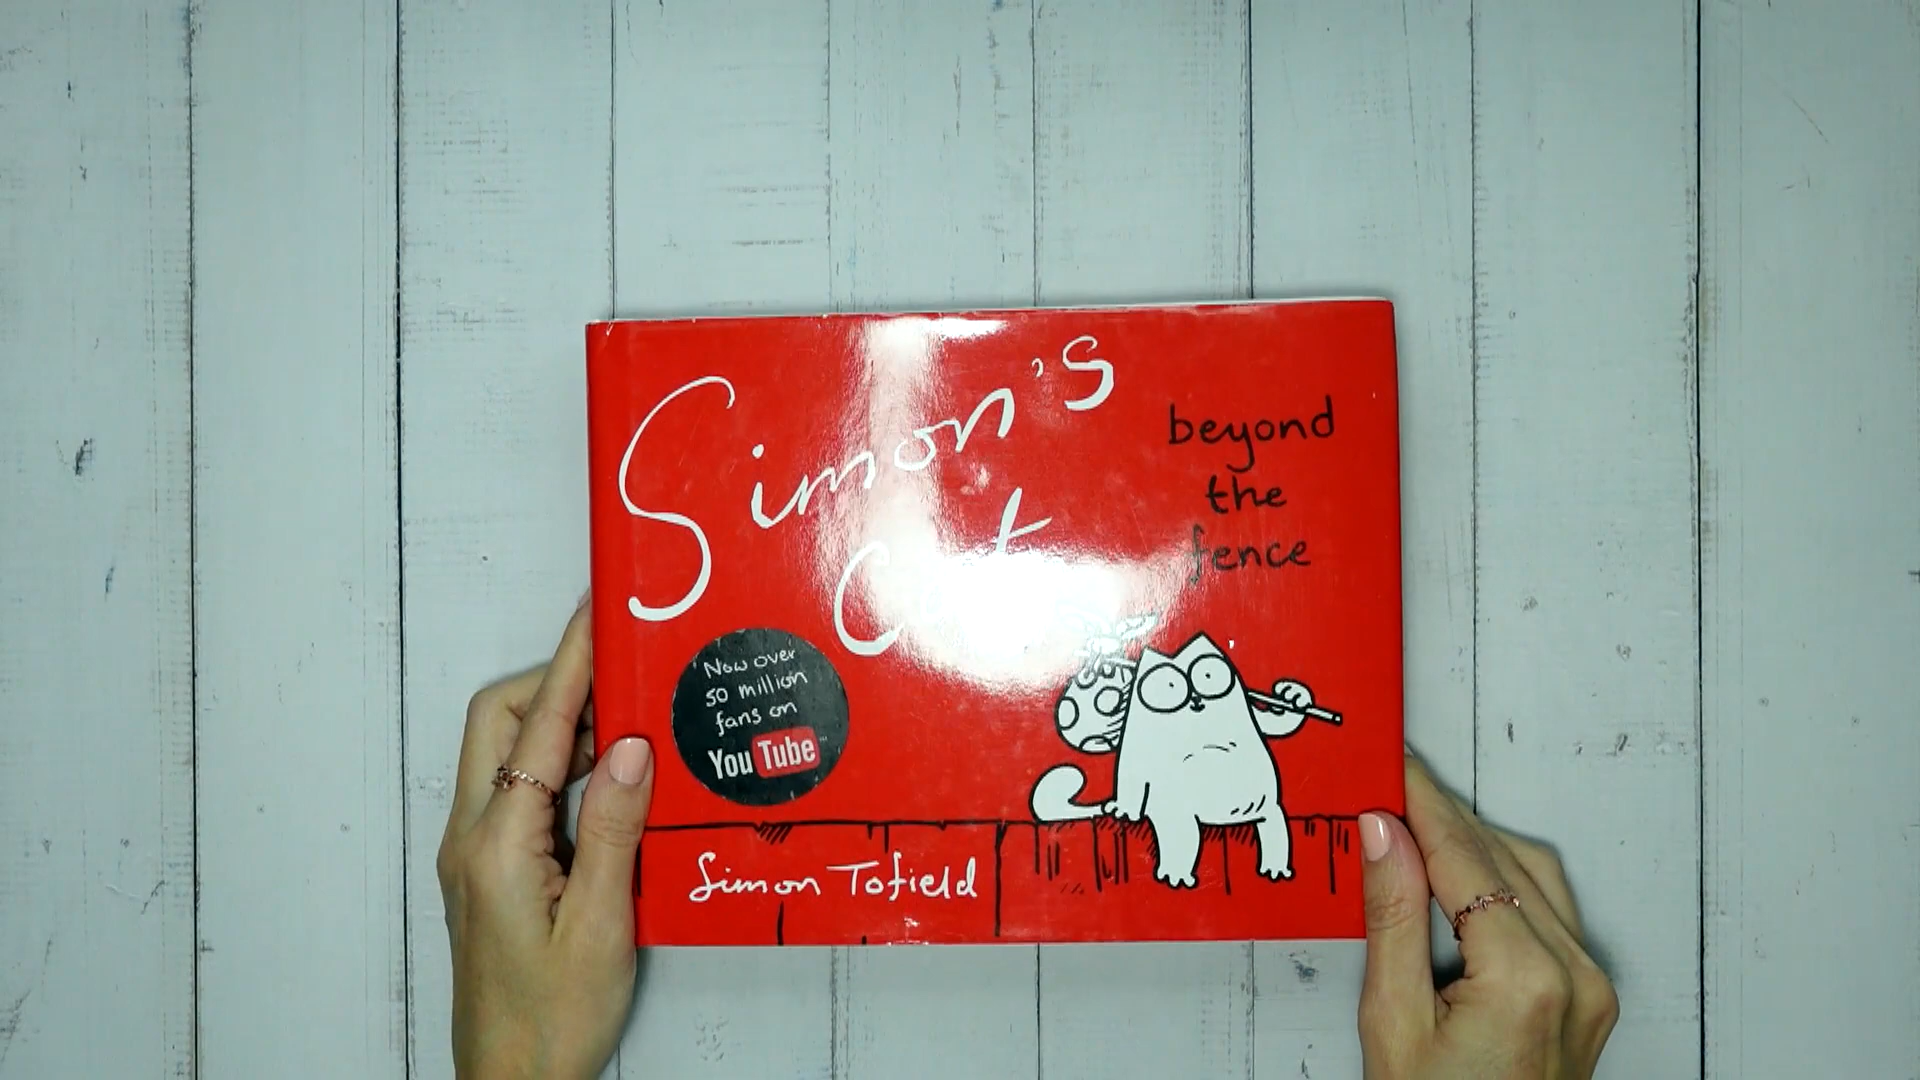 Simon's
Cat
beyond
the
fence
Now over
50 million
fans on
YouTube
Simon Tofield